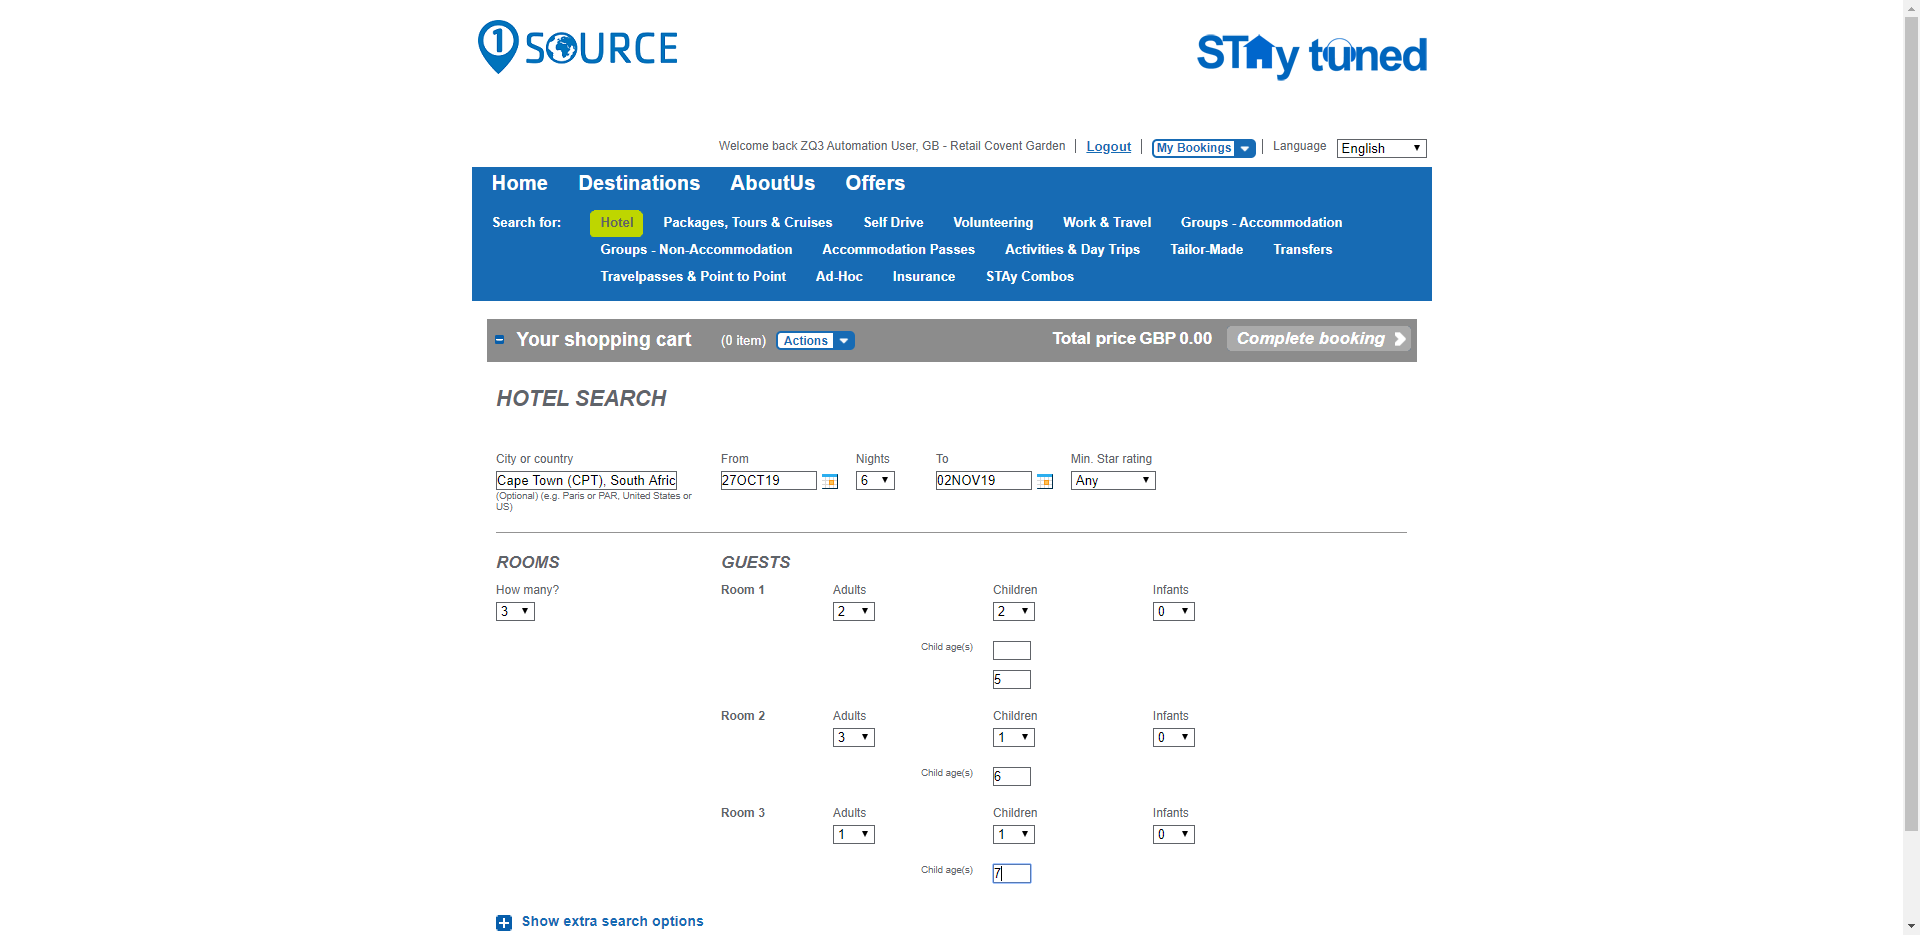 1 SOURCE
STAy tuned
Welcome back ZQ3 Automation User, GB - Retail Covent Garden Logout My Bookings Language English
Home Destinations AboutUs Offers
Search for: Hotel Packages, Tours & Cruises Self Drive Volunteering Work & Travel Groups - Accommodation
Groups - Non-Accommodation Accommodation Passes Activities & Day Trips Tailor-Made Transfers
Travelpasses & Point to Point Ad-Hoc Insurance STAy Combos
Your shopping cart (0 item) Actions Total price GBP 0.00 Complete booking
HOTEL SEARCH
City or country From Nights To Min. Star rating
Cape Town (CPT), South Afric 27OCT19 6 02NOV19 Any
(Optional) (e.g. Paris or PAR, United States or
US)
ROOMS GUESTS
How many? Room 1 Adults Children Infants
3 2 2 0
Child age(s)
5
Room 2 Adults Children Infants
3 1 0
Child age(s) 6
Room 3 Adults Children Infants
1 1 0
Child age(s) 7
Show extra search options